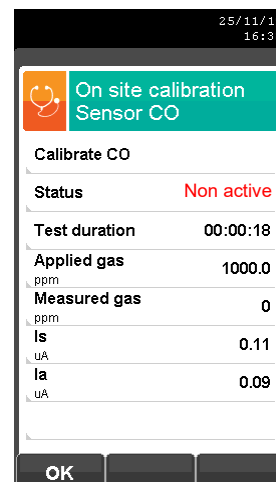 25/11/1
16:3
On site calibration
Sensor CO
Calibrate CO
Status Non active
Test duration 00:00:18
Applied gas 1000.0
ppm
Measured gas 0
ppm
Is 0.11
uA
Ia 0.09
uA
OK